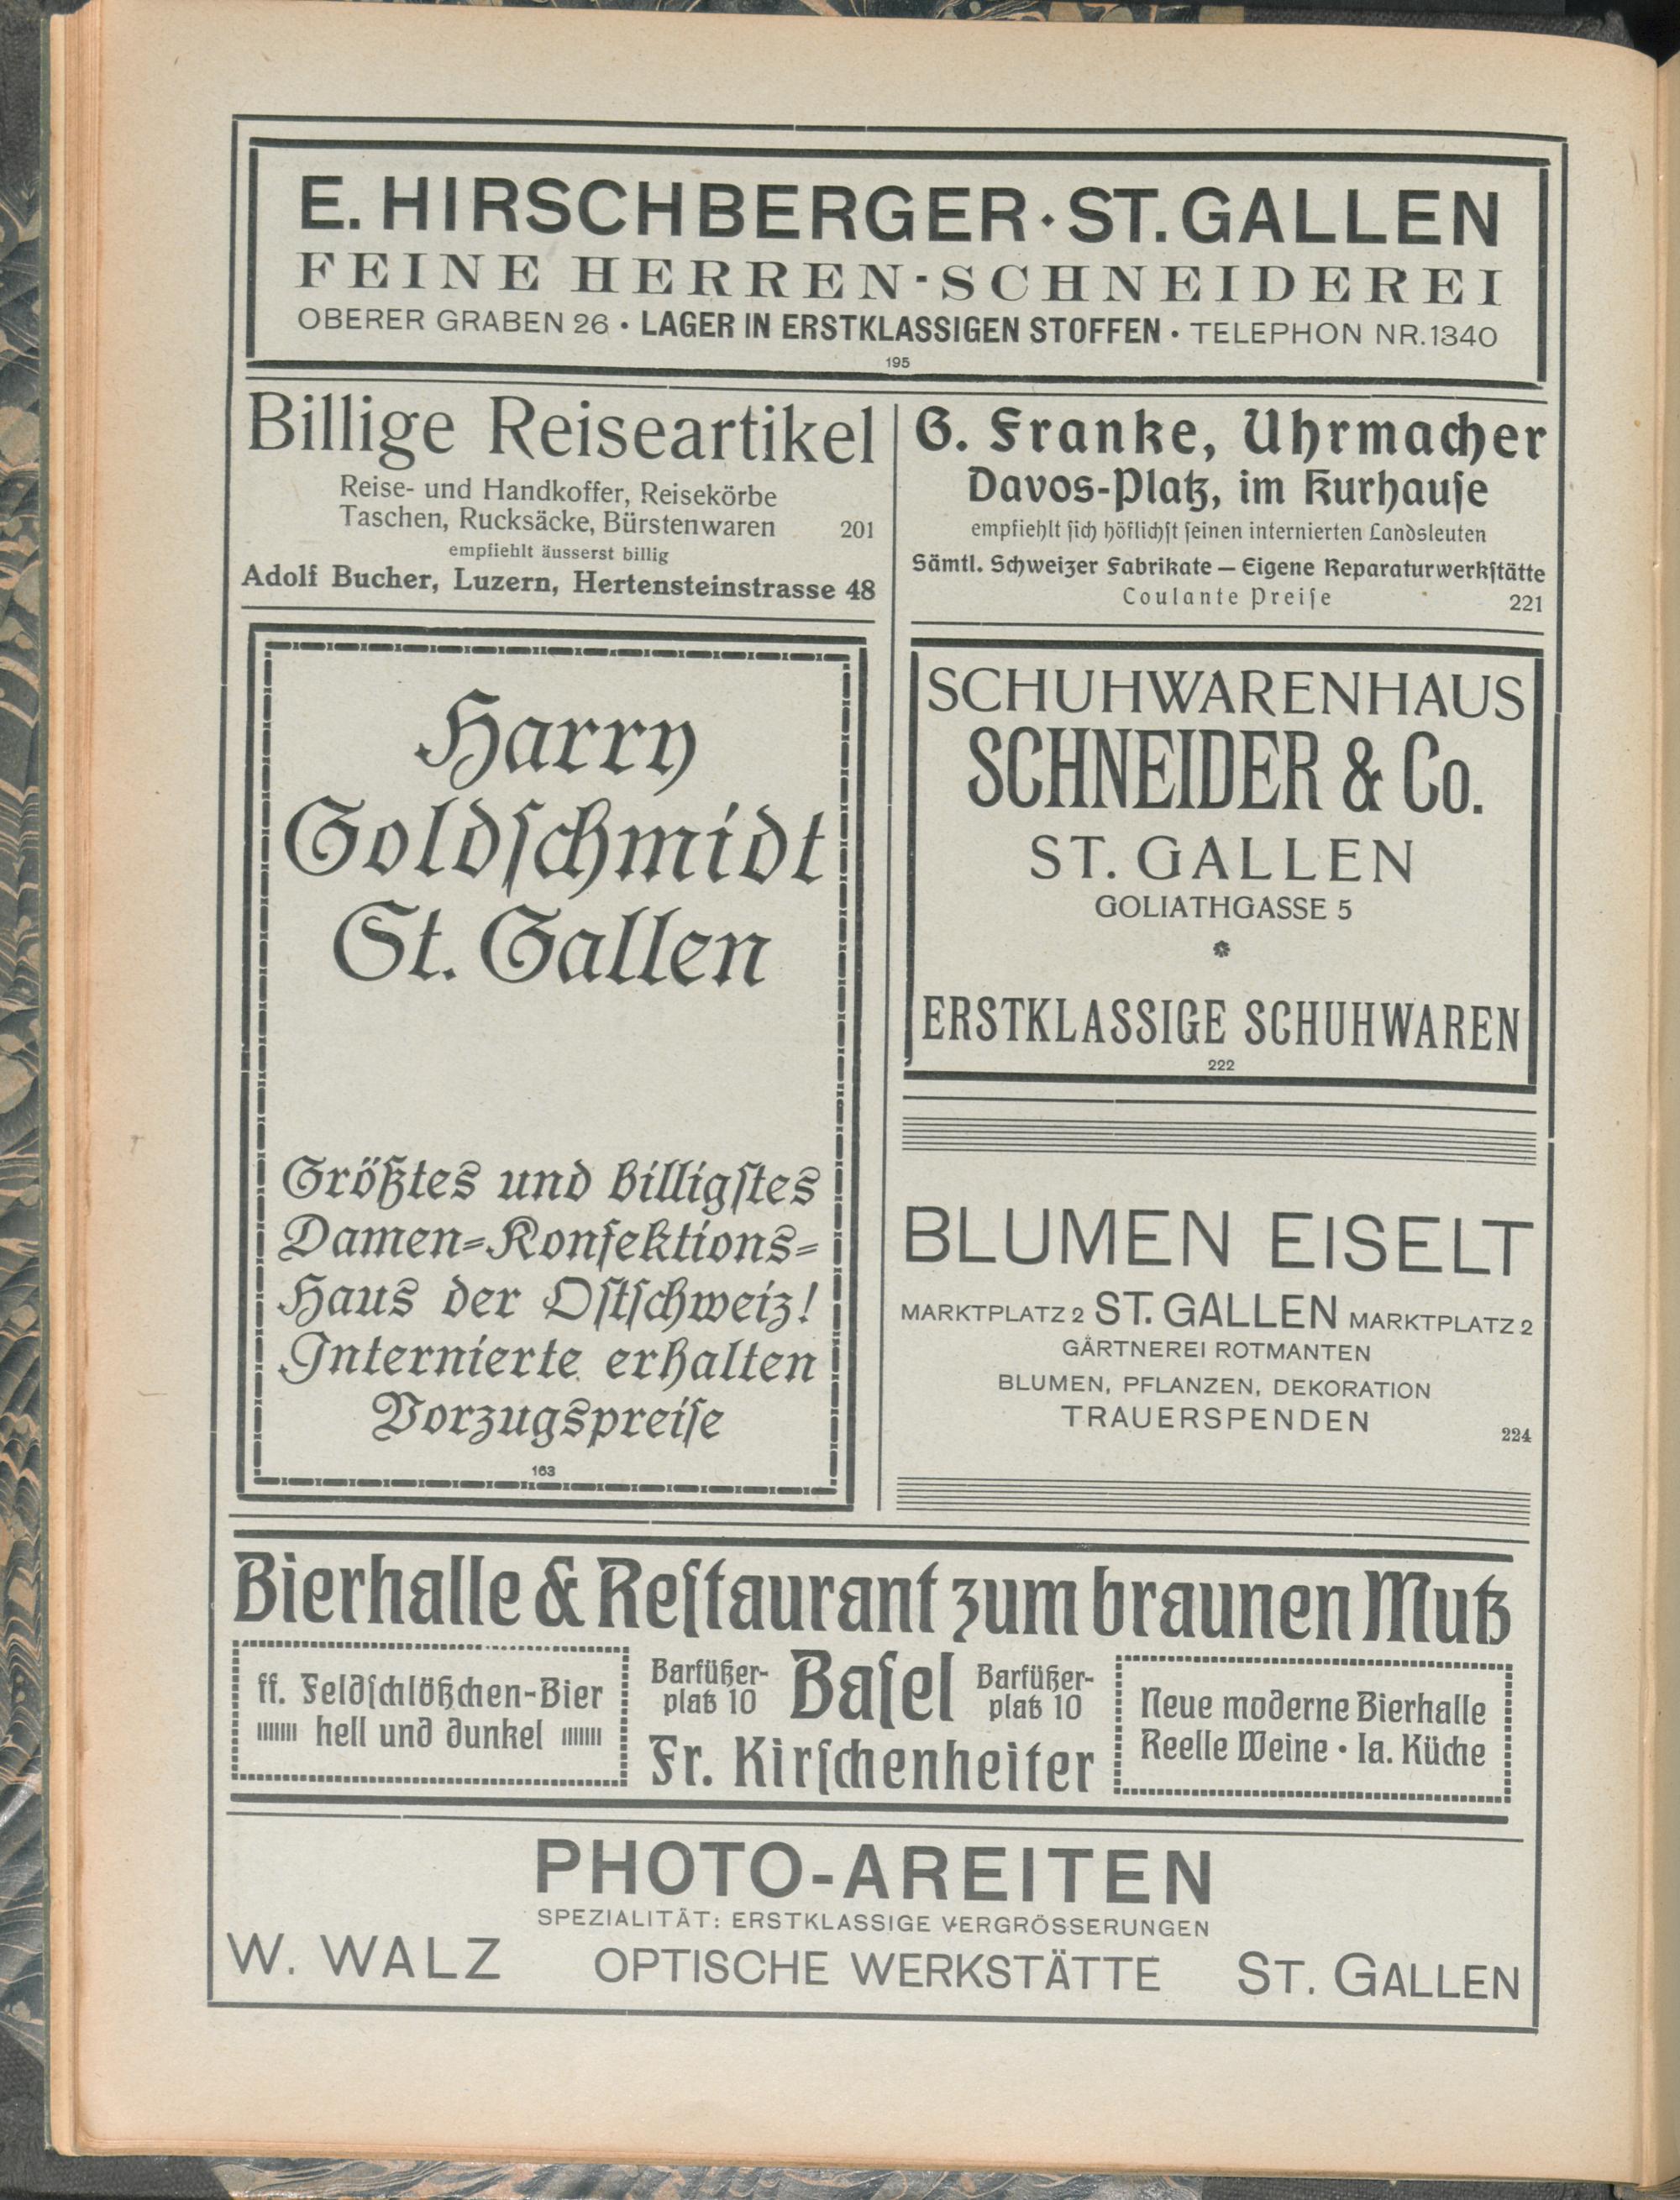 E. HIRSCHBERGER · ST. GALLEN
FEINE HERREN-SCHNEIDEREI
OBERER GRABEN 26 · LAGER IN ERSTKLASSIGEN STOFFEN · TELEPHON NR. 1340
195
Billige Reiseartikel
Reise- und Handkoffer, Reisekörbe
Taschen, Rucksäcke, Bürstenwaren 201
empfiehlt äusserst billig
Adolf Bucher, Luzern, Hertensteinstrasse 48
G. Franke, Uhrmacher
Davos-Platz, im Kurhauſe
empfiehlt ſich höflichſt ſeinen internierten Landsleuten
Sämtl. Schweizer Fabrikate — Eigene Reparaturwerkſtätte
Coulante Preiſe 221
Harry
Goldſchmidt
St. Gallen
Größtes und billigſtes
Damen-Konfektions-
Haus der Oſtſchweiz!
Internierte erhalten
Vorzugspreiſe
163
SCHUHWARENHAUS
SCHNEIDER & Co.
ST. GALLEN
GOLIATHGASSE 5
ERSTKLASSIGE SCHUHWAREN
222
BLUMEN EISELT
MARKTPLATZ 2 ST. GALLEN MARKTPLATZ 2
GÄRTNEREI ROTMANTEN
BLUMEN, PFLANZEN, DEKORATION
TRAUERSPENDEN
224
Bierhalle & Reſtaurant zum braunen Mutz
ff. Feldſchlößchen-Bier
hell und dunkel
Barfüßer-
platz 10
Baſel
Barfüßer-
platz 10
Fr. Kirſchenheiter
Neue moderne Bierhalle
Reelle Weine · Ia. Küche
PHOTO-AREITEN
SPEZIALITÄT: ERSTKLASSIGE VERGRÖSSERUNGEN
W. WALZ OPTISCHE WERKSTÄTTE ST. GALLEN